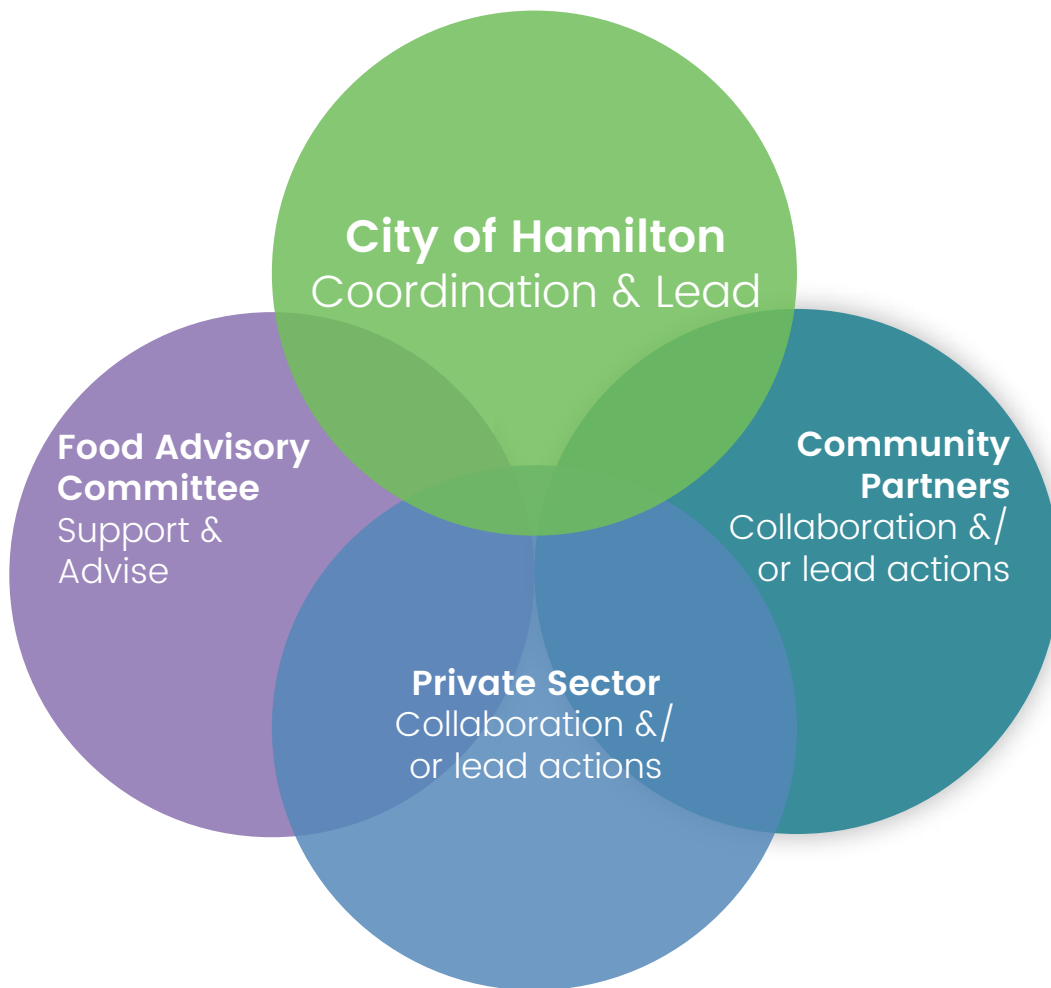 City of Hamilton
Coordination & Lead
Food Advisory
Committee
Support &
Advise
Community
Partners
Collaboration &/
or lead actions
Private Sector
Collaboration &/
or lead actions